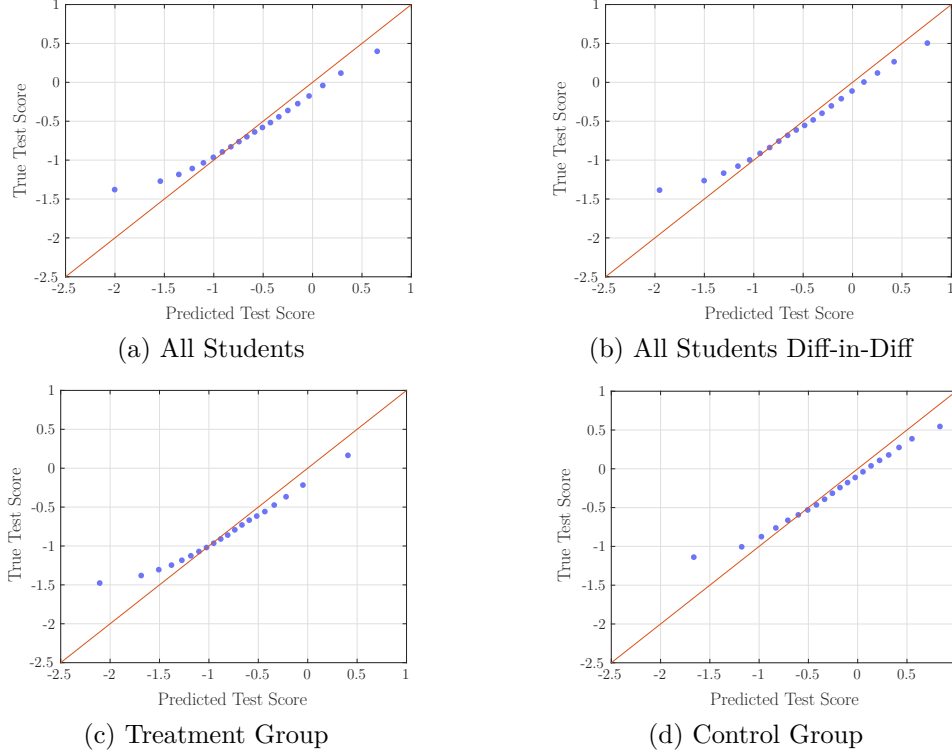 1
0.5
0
-0.5
-1
-1.5
-2
-2.5
True Test Score
-2.5 -2 -1.5 -1 -0.5 0 0.5 1
Predicted Test Score
(a) All Students
1
0.5
0
-0.5
-1
-1.5
-2
-2.5
True Test Score
-2.5 -2 -1.5 -1 -0.5 0 0.5 1
Predicted Test Score
(b) All Students Diff-in-Diff
1
0.5
0
-0.5
-1
-1.5
-2
-2.5
True Test Score
-2.5 -2 -1.5 -1 -0.5 0 0.5 1
Predicted Test Score
(c) Treatment Group
1
0.5
0
-0.5
-1
-1.5
-2
-2.5
True Test Score
-2.5 -2 -1.5 -1 -0.5 0 0.5
Predicted Test Score
(d) Control Group